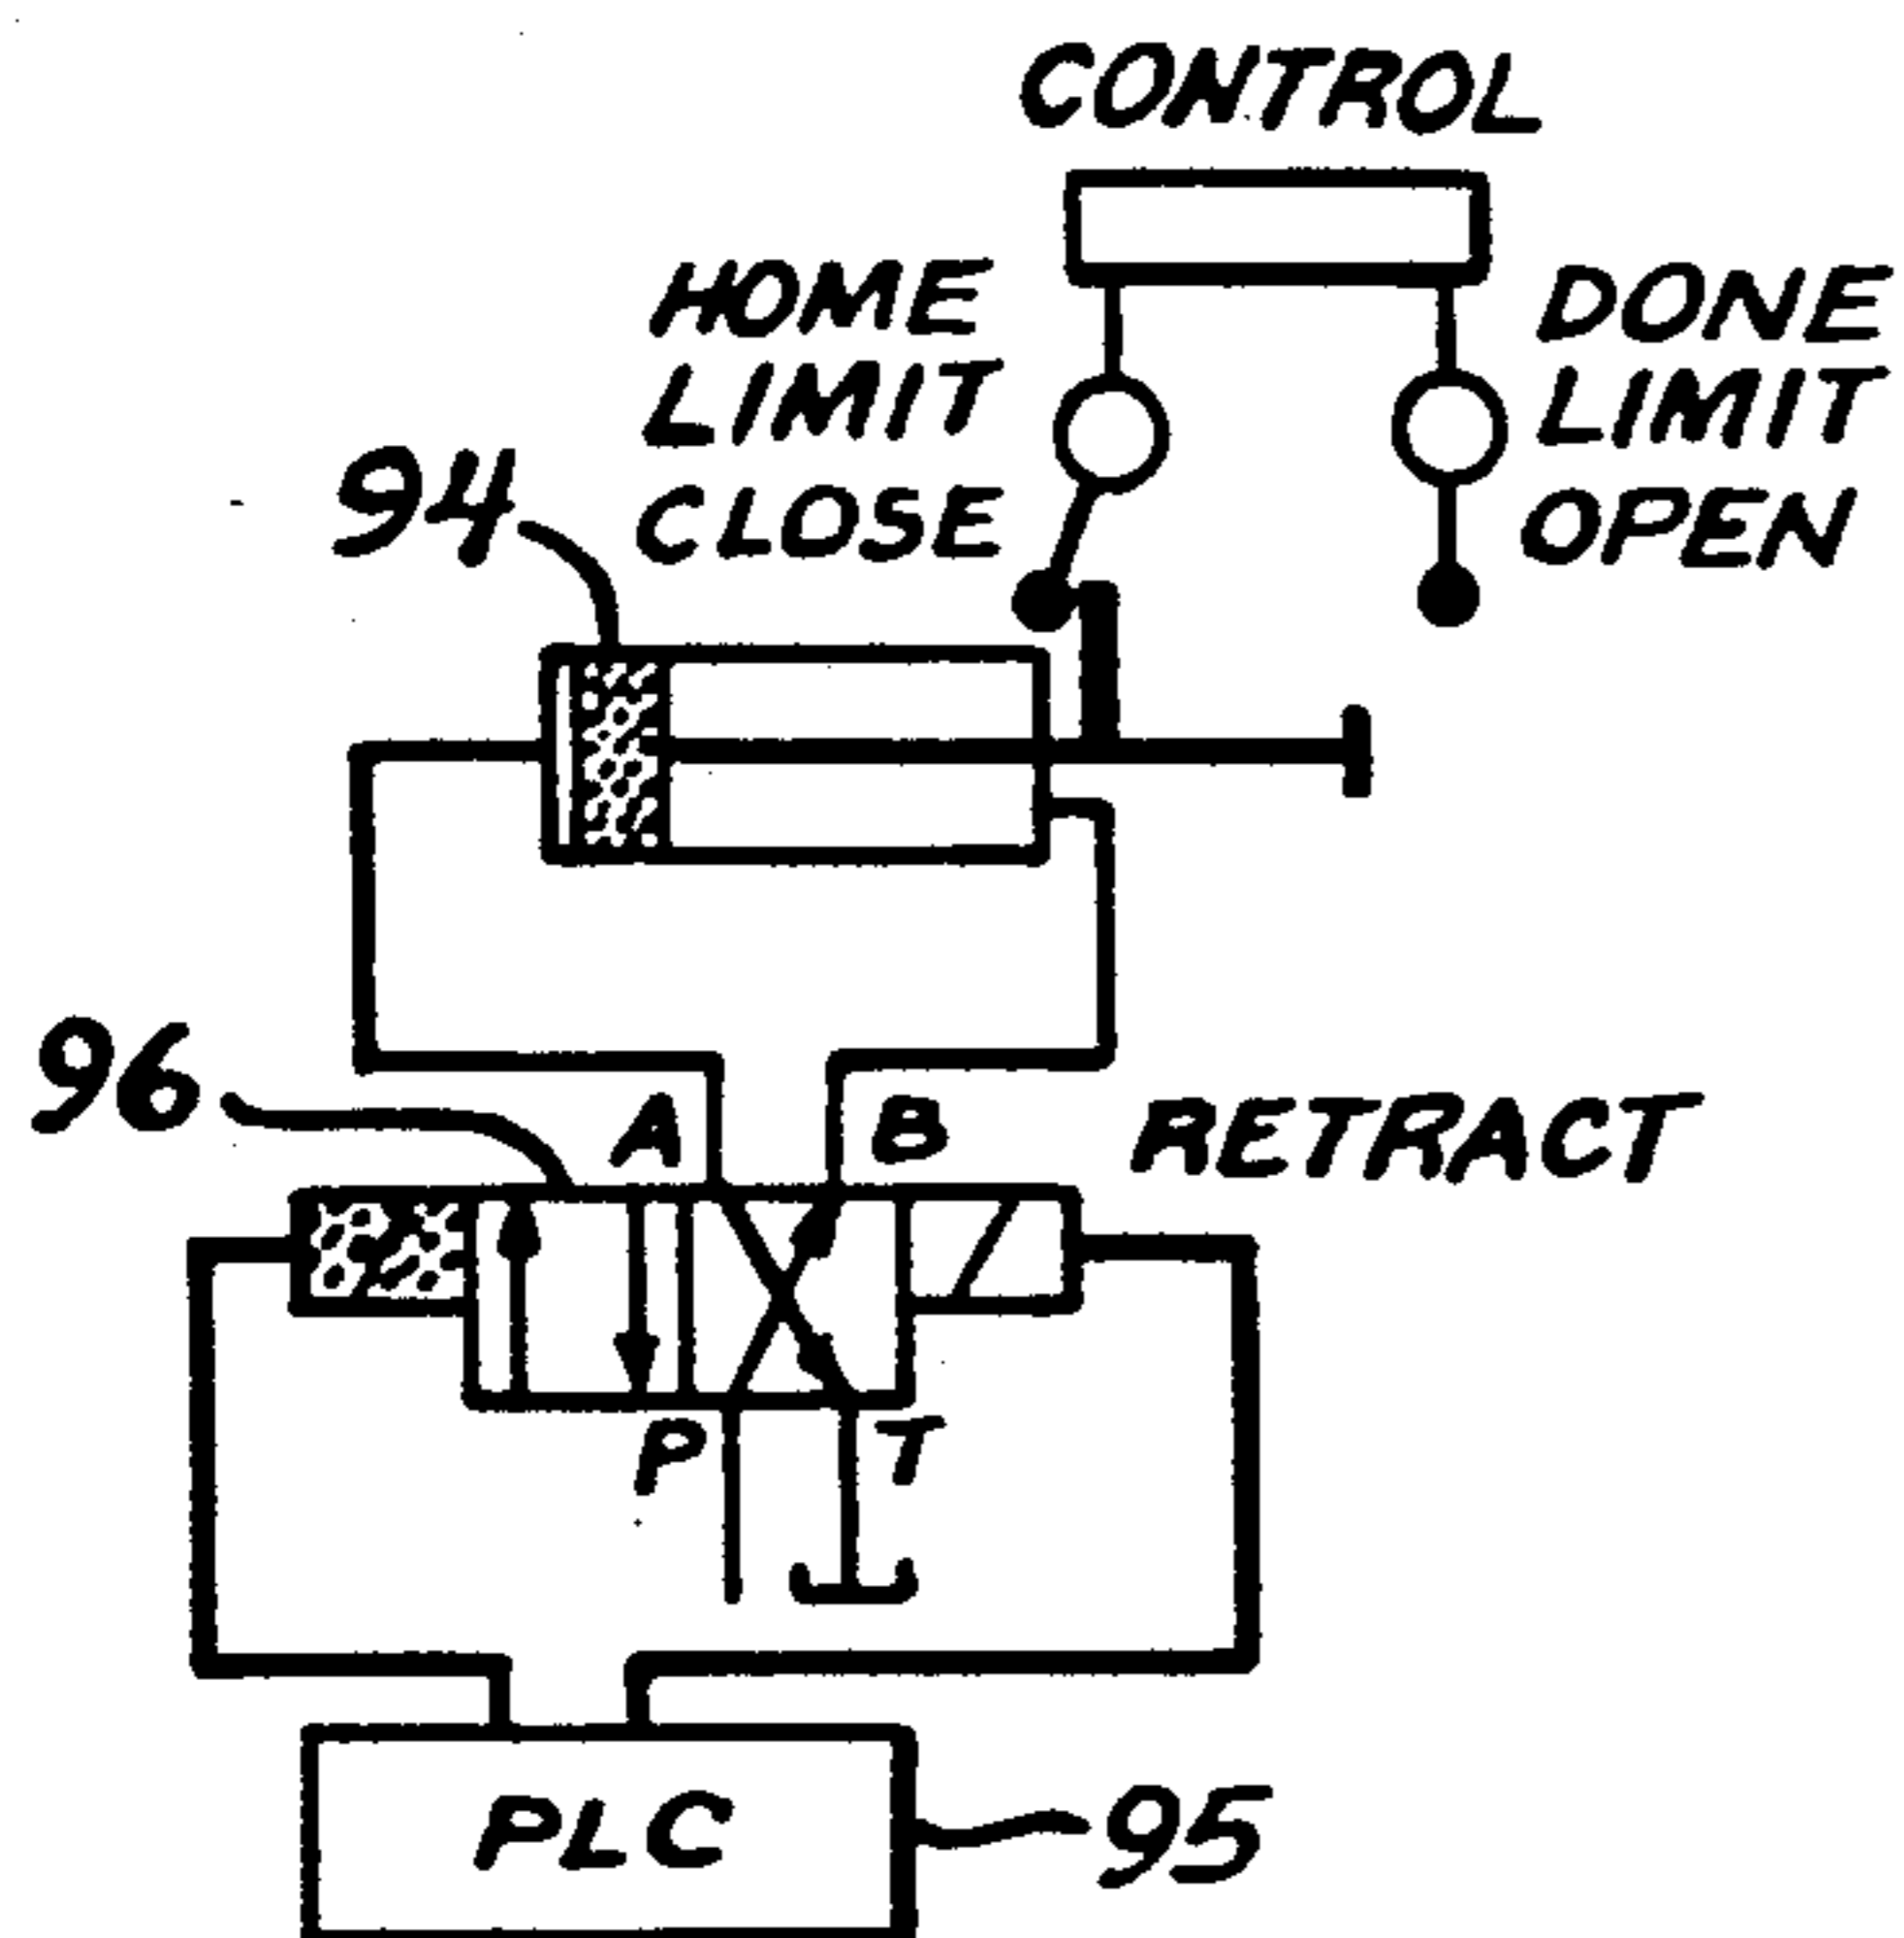 CONTROL
HOME
LIMIT
CLOSE
DONE
LIMIT
OPEN
94
96
A
B
RETRACT
P
T
PLC
95